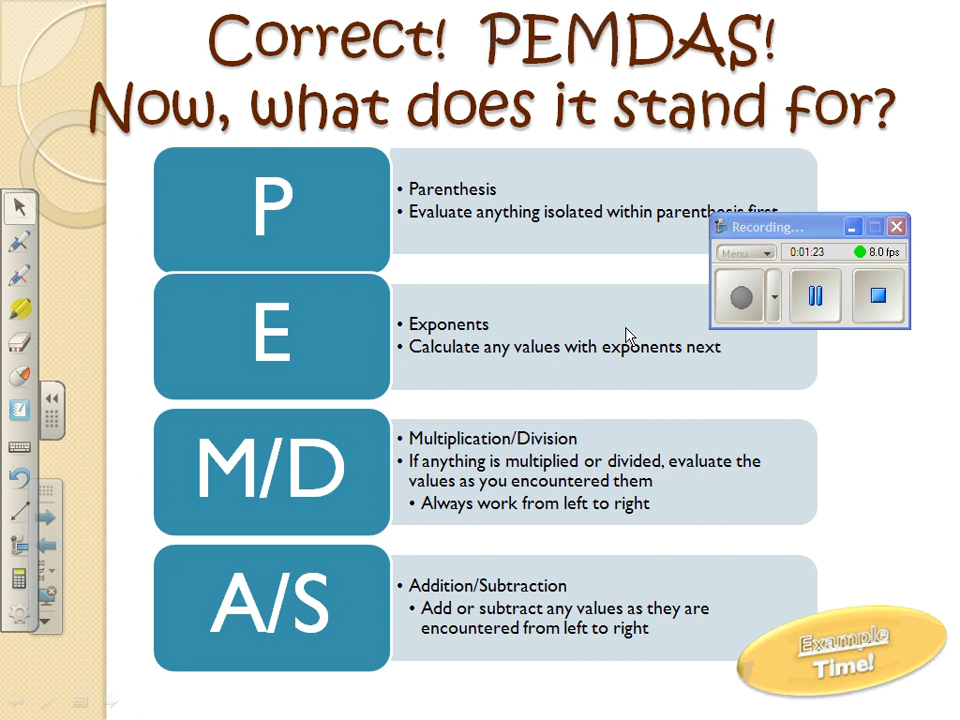 Correct! PEMDAS!
Now, what does it stand for?
P
• Parenthesis
• Evaluate anything isolated within parenthesis first
Recording...
Menu
0:01:23
8.0 fps
E
• Exponents
• Calculate any values with exponents next
M/D
• Multiplication/Division
• If anything is multiplied or divided, evaluate the
values as you encountered them
• Always work from left to right
A/S
• Addition/Subtraction
• Add or subtract any values as they are
encountered from left to right
Example
Time!